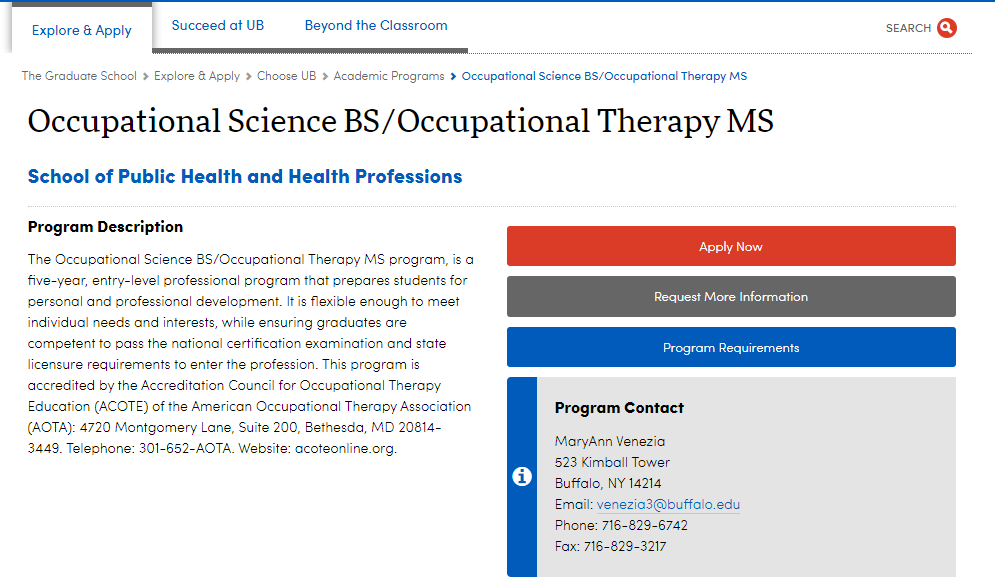 Explore & Apply
Succeed at UB
Beyond the Classroom
SEARCH
The Graduate School > Explore & Apply > Choose UB > Academic Programs > Occupational Science BS/Occupational Therapy MS
Occupational Science BS/Occupational Therapy MS
School of Public Health and Health Professions
Program Description
The Occupational Science BS/Occupational Therapy MS program, is a
five-year, entry-level professional program that prepares students for
personal and professional development. It is flexible enough to meet
individual needs and interests, while ensuring graduates are
competent to pass the national certification examination and state
licensure requirements to enter the profession. This program is
accredited by the Accreditation Council for Occupational Therapy
Education (ACOTE) of the American Occupational Therapy Association
(AOTA): 4720 Montgomery Lane, Suite 200, Bethesda, MD 20814-
3449. Telephone: 301-652-AOTA. Website: acoteonline.org.
Apply Now
Request More Information
Program Requirements
Program Contact
MaryAnn Venezia
523 Kimball Tower
Buffalo, NY 14214
Email: venezia3@buffalo.edu
Phone: 716-829-6742
Fax: 716-829-3217